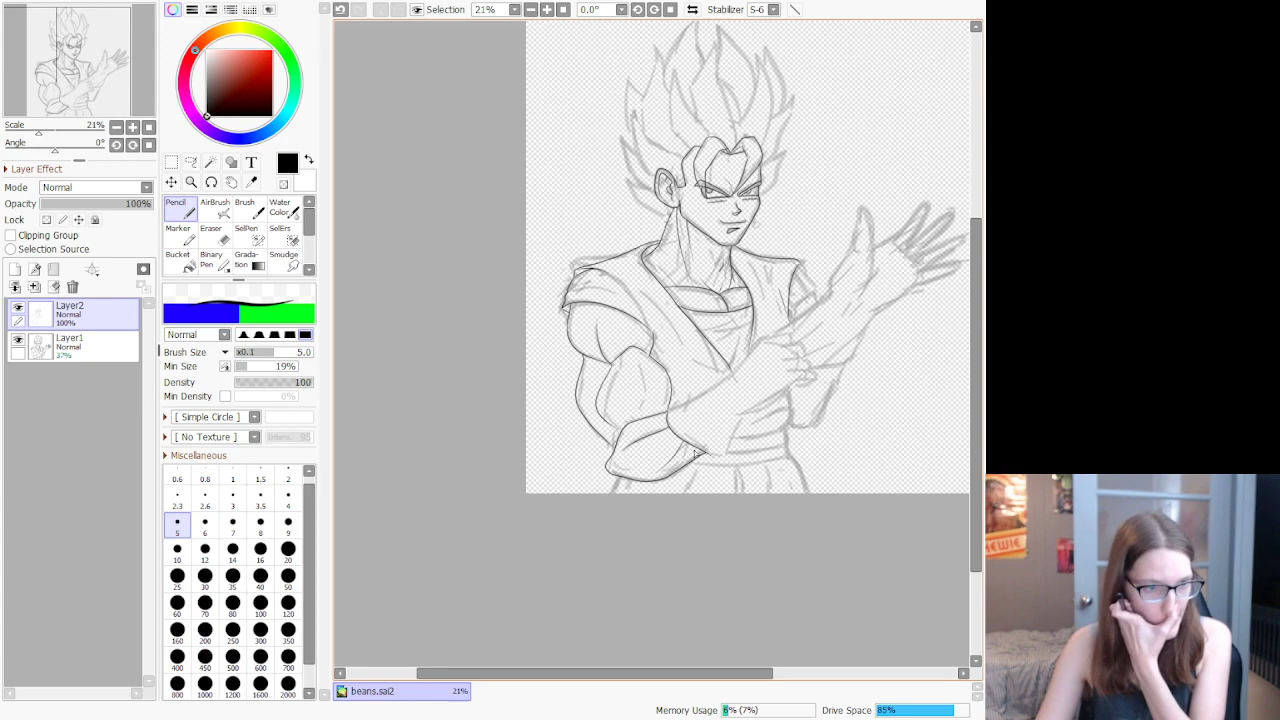 Selection 21% 0.0° Stabilizer S-6
Scale 21%
Angle 0°
Layer Effect
Mode Normal
Opacity 100%
Lock
Clipping Group
Selection Source
Layer2
Normal
100%
Layer1
Normal
37%
T
Pencil AirBrush Brush Water Color
Marker Eraser SelPen SelErs
Bucket Binary Pen Grada-tion Smudge
Normal
Brush Size x0.1 5.0
Min Size 19%
Density 100
Min Density 0%
[ Simple Circle ]
[ No Texture ] Intens. 95
Miscellaneous
0.6 0.8 1 1.5 2
2.3 2.6 3 3.5 4
5 6 7 8 9
10 12 14 16 20
25 30 35 40 50
60 70 80 100 120
160 200 250 300 350
400 450 500 600 700
800 1000 1200 1600 2000
beans.sai2 21%
Memory Usage 6% (7%) Drive Space 85%
HEWIE